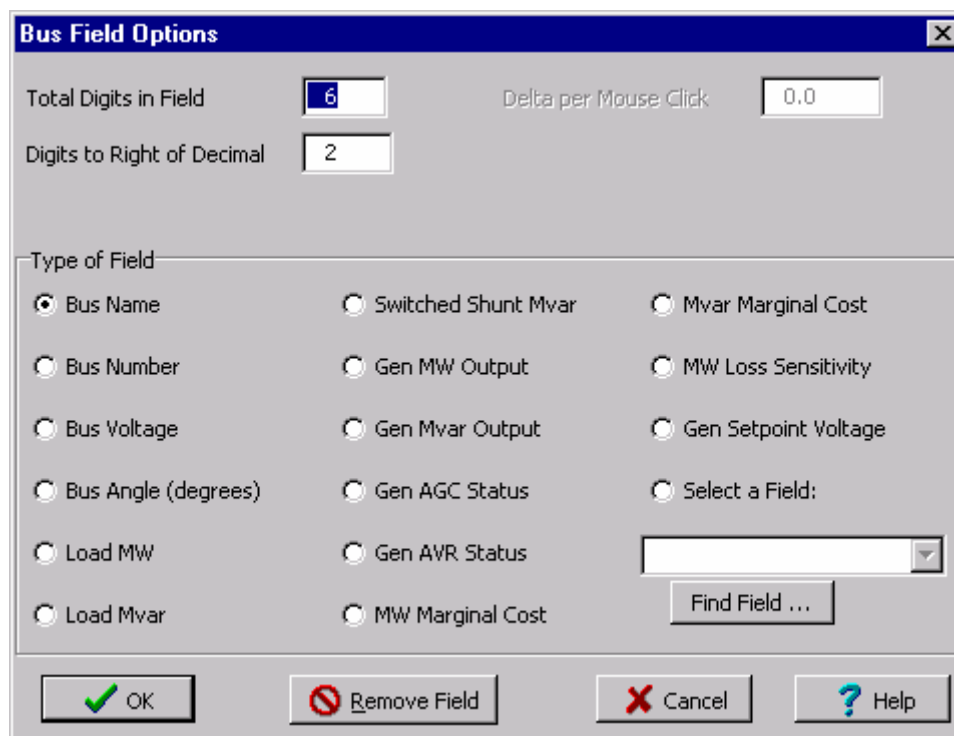 Bus Field Options
Total Digits in Field 6 Delta per Mouse Click 0.0
Digits to Right of Decimal 2
Type of Field
Bus Name Switched Shunt Mvar Mvar Marginal Cost
Bus Number Gen MW Output MW Loss Sensitivity
Bus Voltage Gen Mvar Output Gen Setpoint Voltage
Bus Angle (degrees) Gen AGC Status Select a Field:
Load MW Gen AVR Status
Load Mvar MW Marginal Cost Find Field ...
OK Remove Field Cancel Help